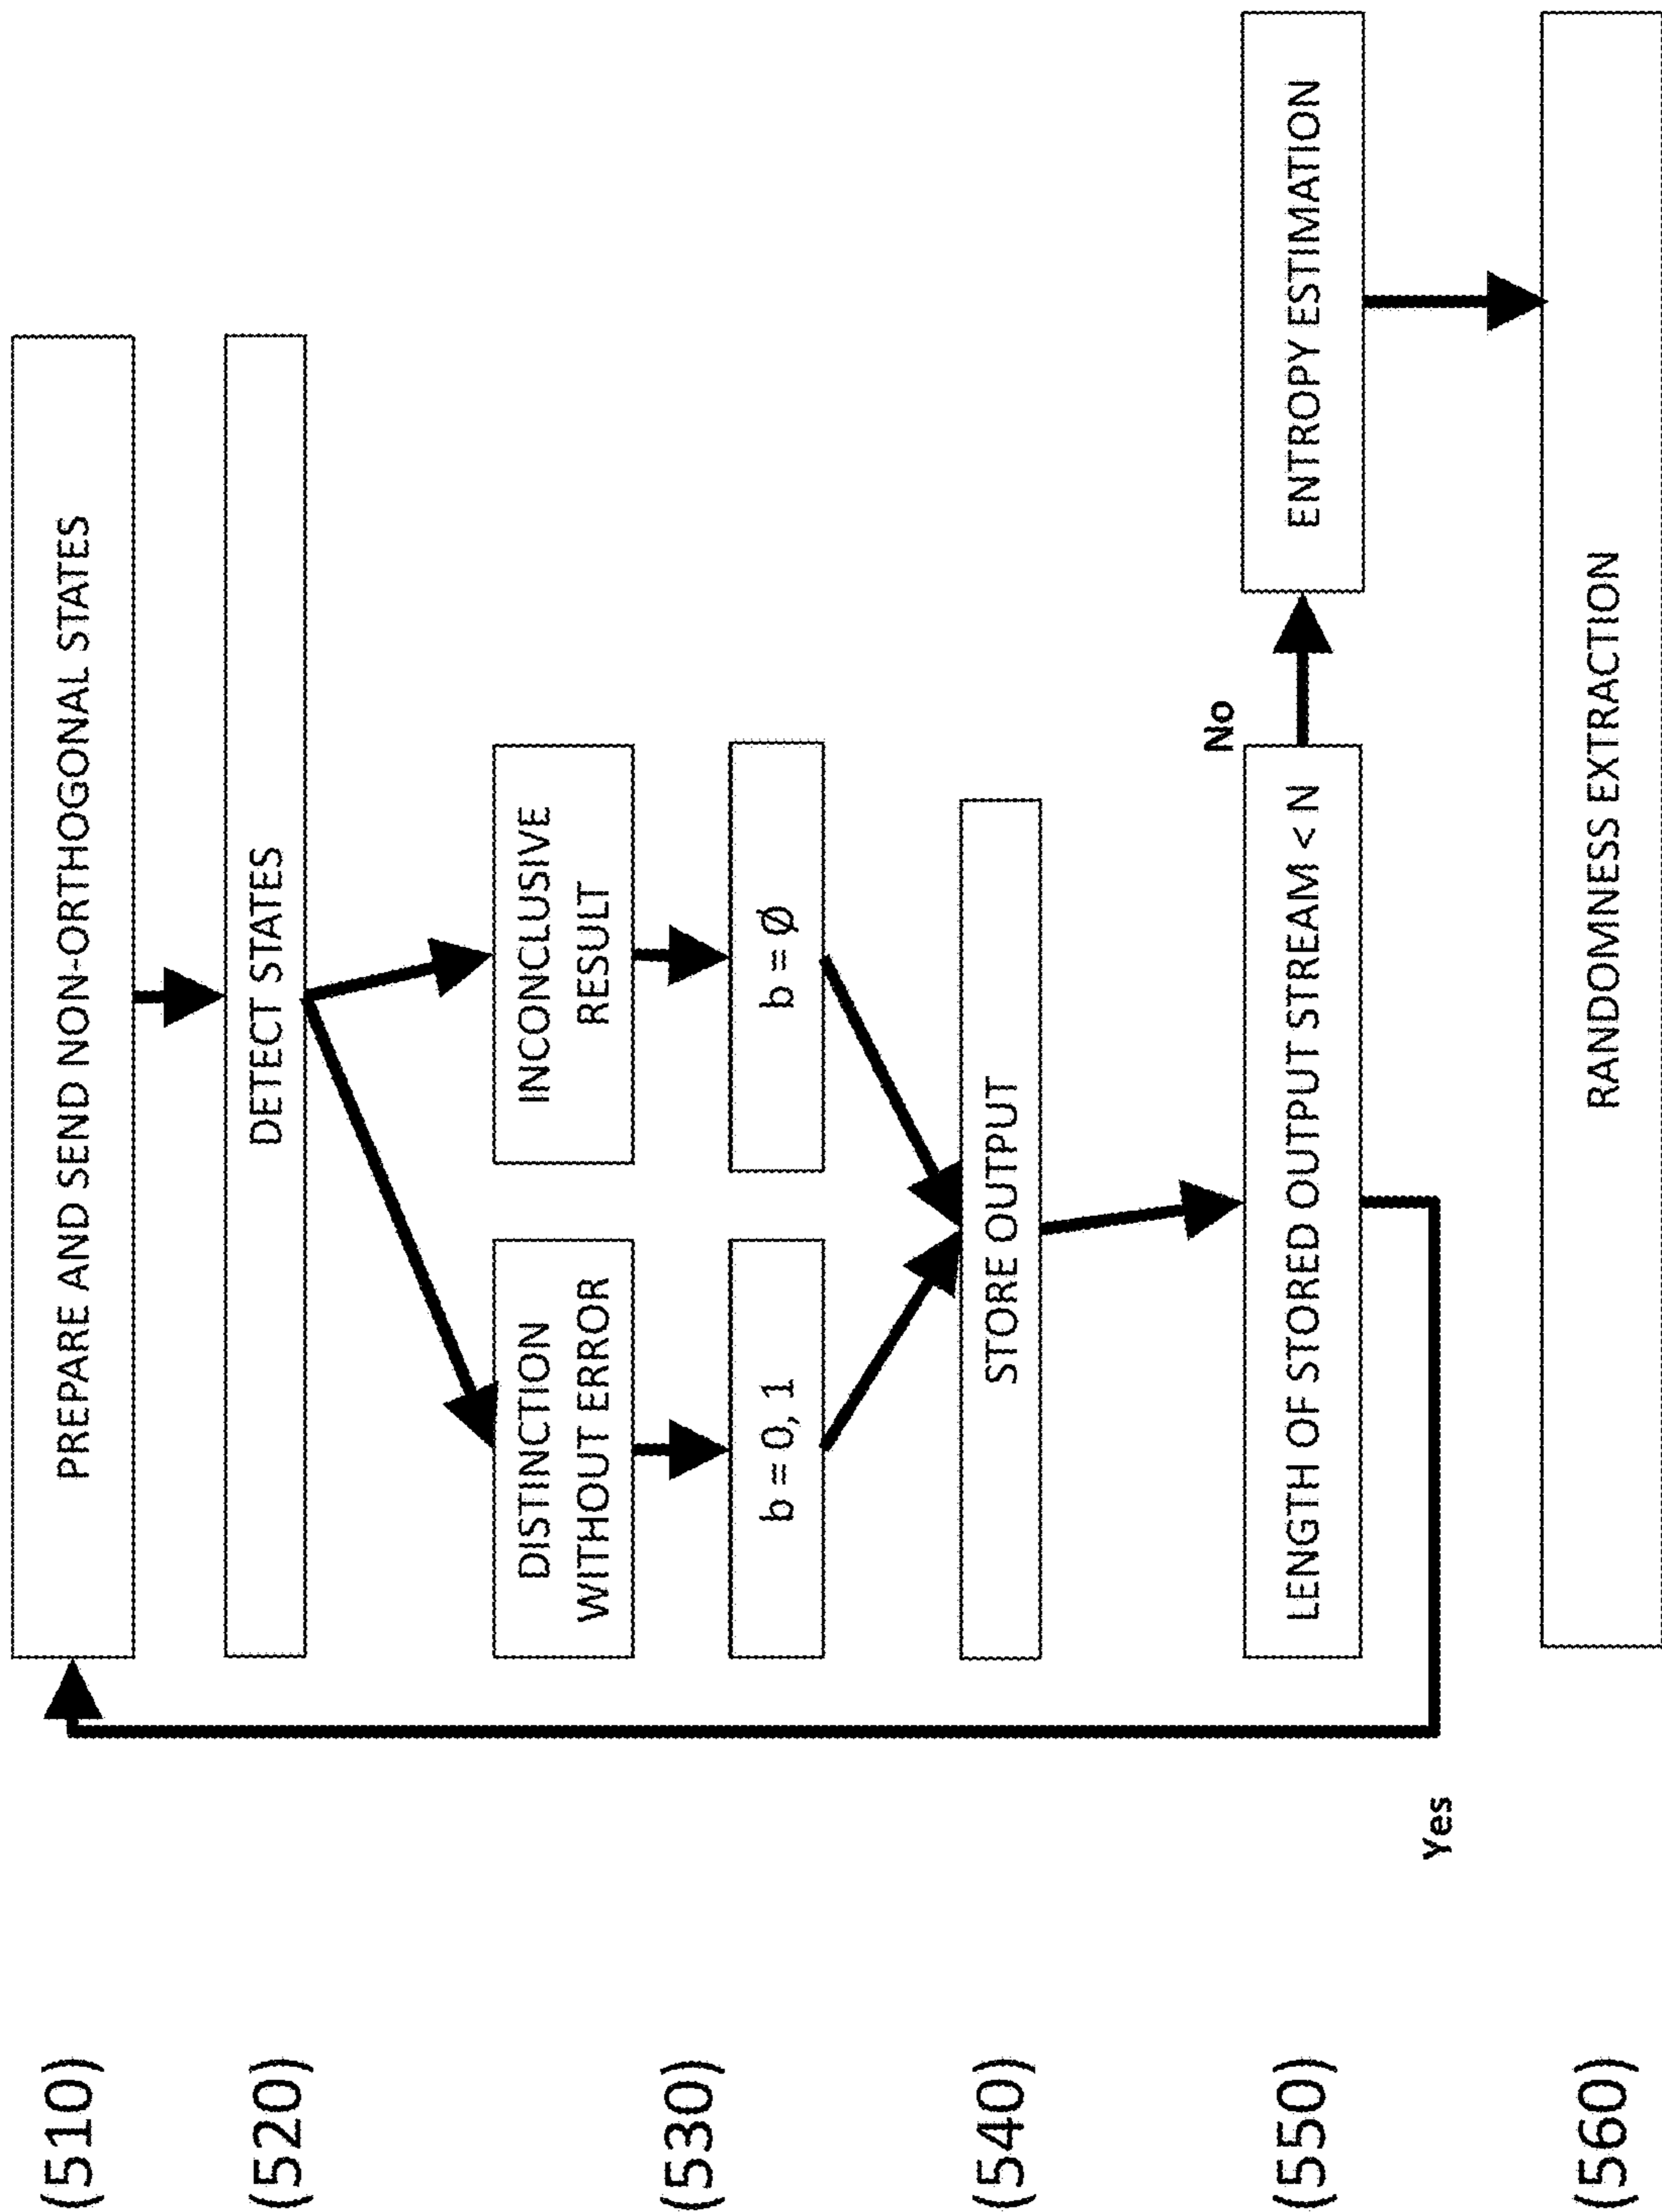 (510)
PREPARE AND SEND NON-ORTHOGONAL STATES
(520)
DETECT STATES
(530)
DISTINCTION
WITHOUT ERROR
INCONCLUSIVE
RESULT
b = 0, 1
b = Ø
(540)
STORE OUTPUT
(550)
LENGTH OF STORED OUTPUT STREAM < N
No
ENTROPY ESTIMATION
Yes
(560)
RANDOMNESS EXTRACTION